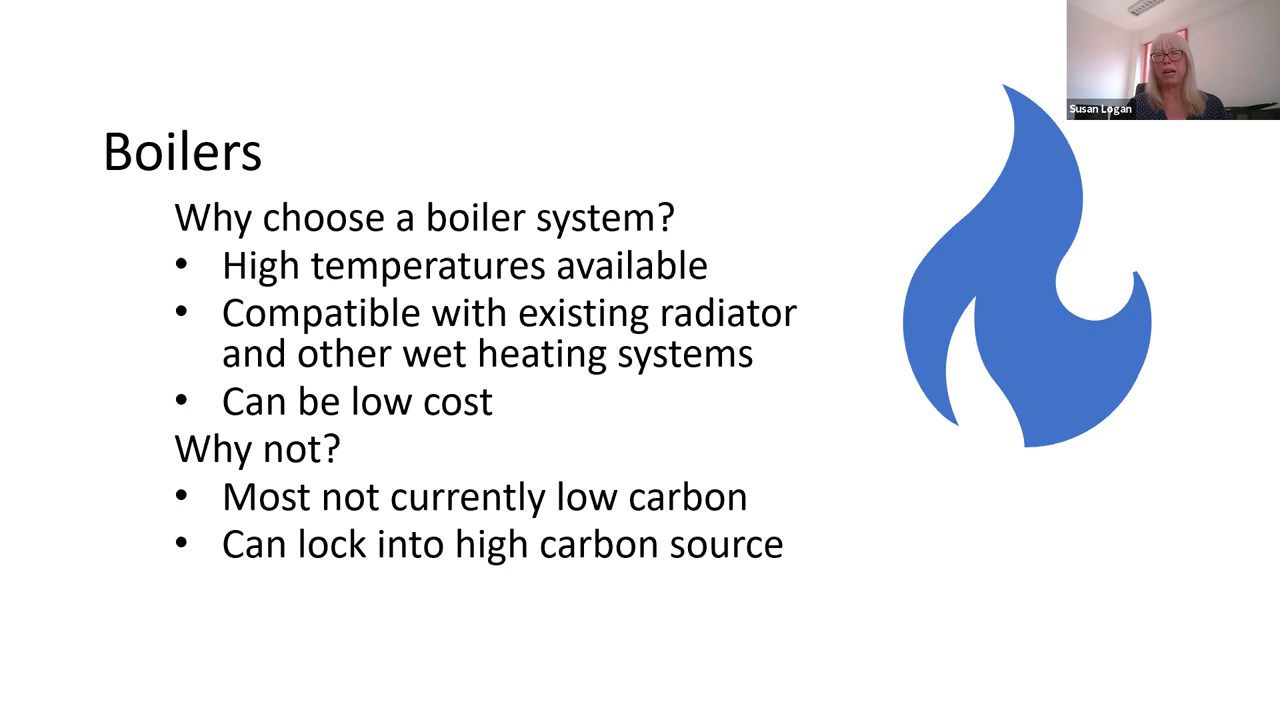 Susan Logan
Boilers
Why choose a boiler system?
• High temperatures available
• Compatible with existing radiator
and other wet heating systems
• Can be low cost
Why not?
• Most not currently low carbon
• Can lock into high carbon source